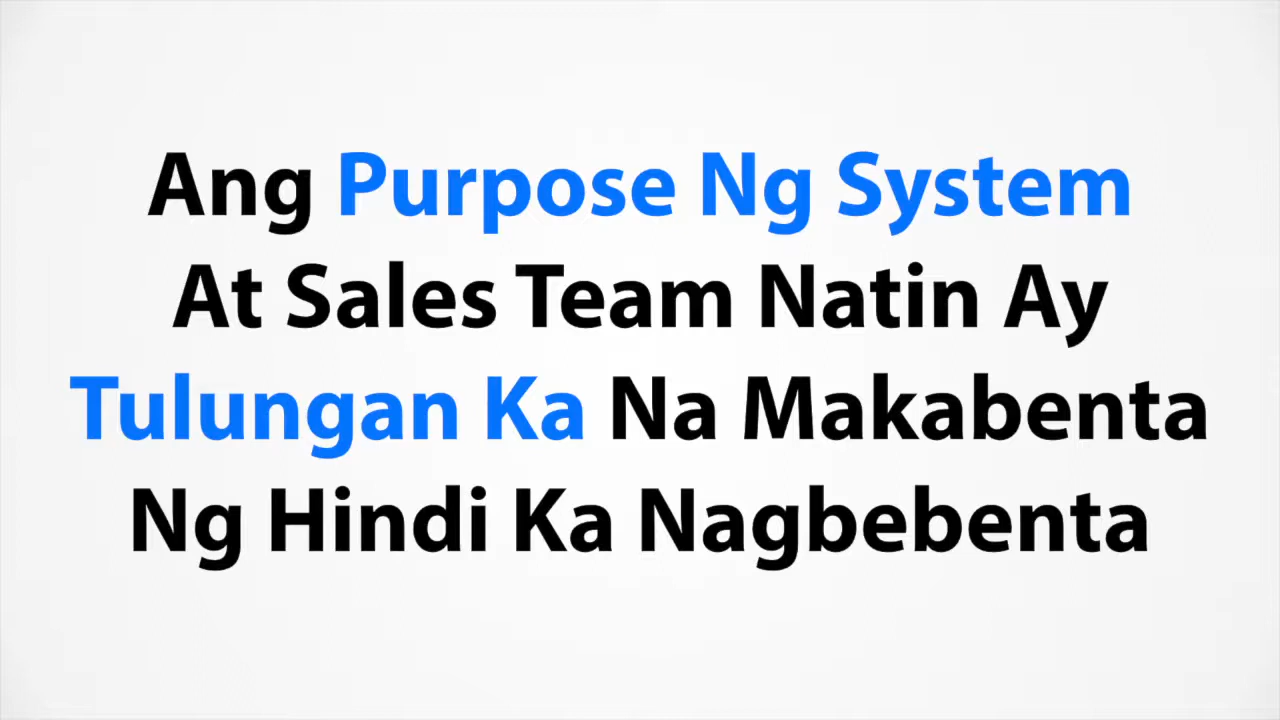 Ang Purpose Ng System
At Sales Team Natin Ay
Tulungan Ka Na Makabenta
Ng Hindi Ka Nagbebenta